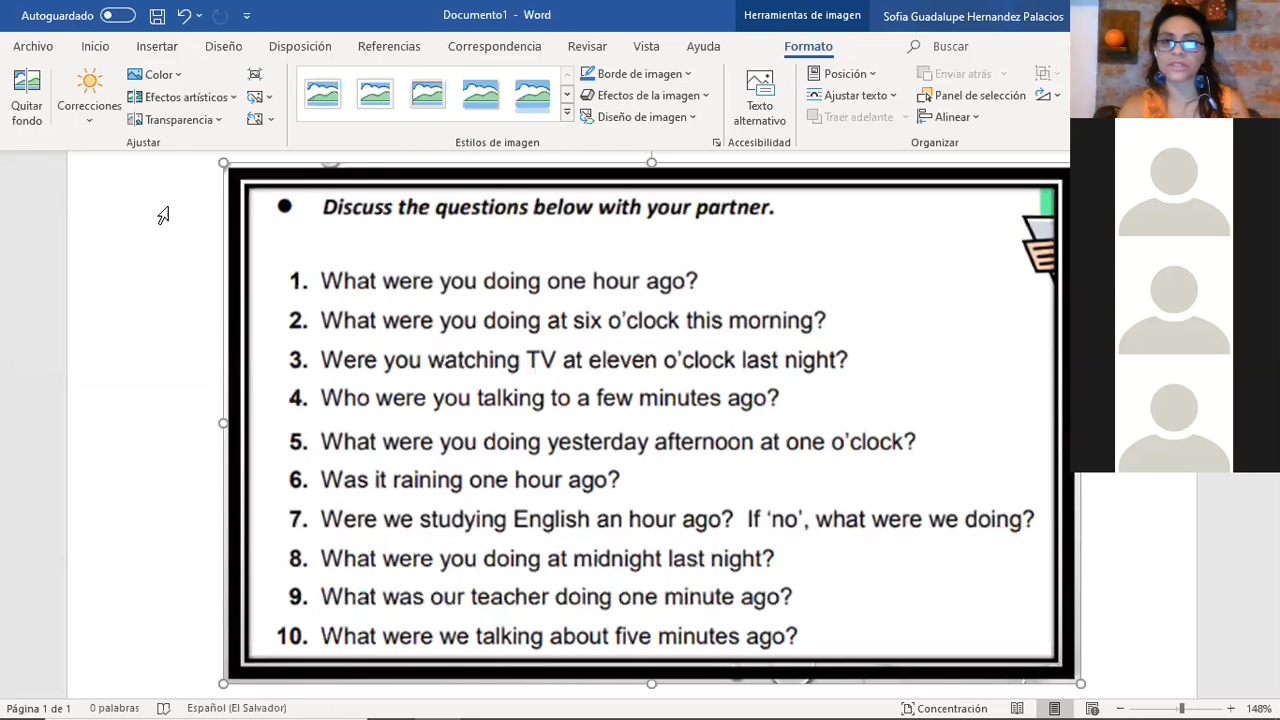 Autoguardado
Documento1 - Word
Herramientas de imagen
Sofia Guadalupe Hernandez Palacios
Archivo Inicio Insertar Diseño Disposición Referencias Correspondencia Revisar Vista Ayuda Formato Buscar
Quitar fondo
Correcciones
Color
Efectos artísticos
Transparencia
Ajustar
Estilos de imagen
Borde de imagen
Efectos de la imagen
Diseño de imagen
Texto alternativo
Accesibilidad
Posición
Ajustar texto
Traer adelante
Enviar atrás
Panel de selección
Alinear
Organizar
● Discuss the questions below with your partner.
1. What were you doing one hour ago?
2. What were you doing at six o’clock this morning?
3. Were you watching TV at eleven o’clock last night?
4. Who were you talking to a few minutes ago?
5. What were you doing yesterday afternoon at one o’clock?
6. Was it raining one hour ago?
7. Were we studying English an hour ago? If ‘no’, what were we doing?
8. What were you doing at midnight last night?
9. What was our teacher doing one minute ago?
10. What were we talking about five minutes ago?
Página 1 de 1 0 palabras Español (El Salvador) Concentración 148%